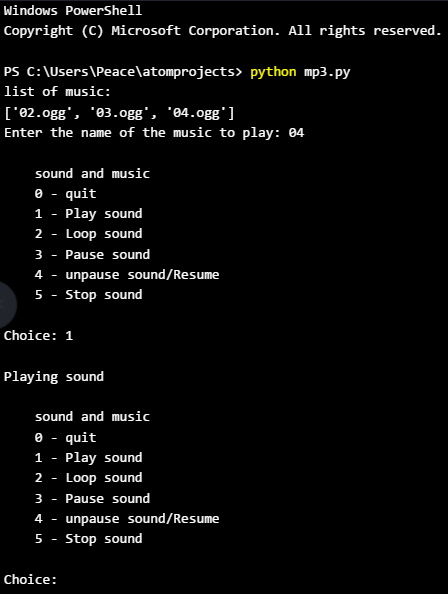 Windows PowerShell
Copyright (C) Microsoft Corporation. All rights reserved.
PS C:\Users\Peace\atomprojects> python mp3.py
list of music:
['02.ogg', '03.ogg', '04.ogg']
Enter the name of the music to play: 04
sound and music
0 - quit
1 - Play sound
2 - Loop sound
3 - Pause sound
4 - unpause sound/Resume
5 - Stop sound
Choice: 1
Playing sound
sound and music
0 - quit
1 - Play sound
2 - Loop sound
3 - Pause sound
4 - unpause sound/Resume
5 - Stop sound
Choice: